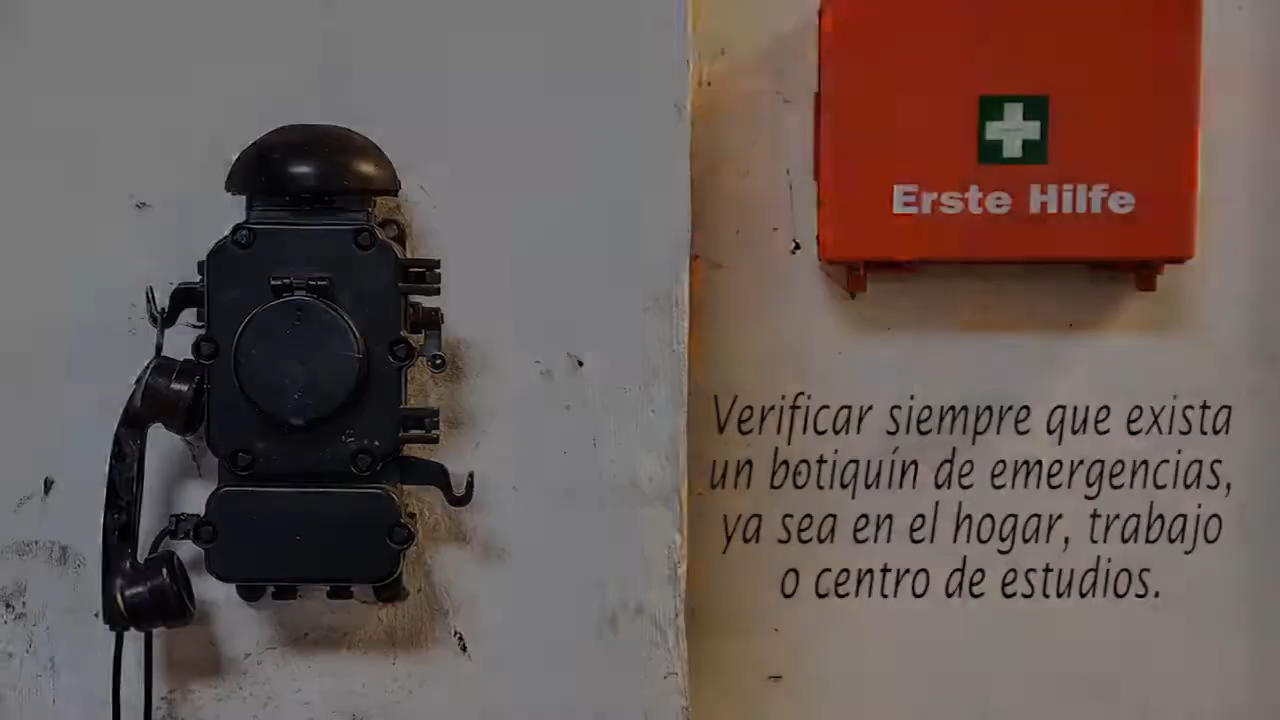 Erste Hilfe
Verificar siempre que exista
un botiquín de emergencias,
ya sea en el hogar, trabajo
o centro de estudios.